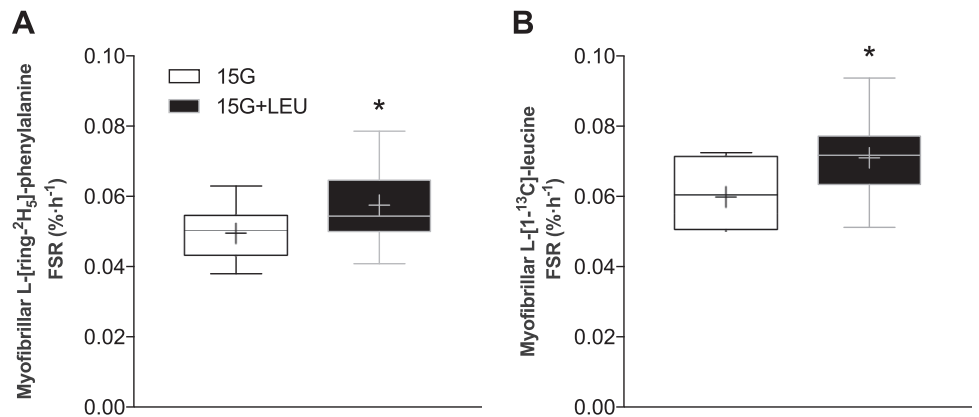 A
Myofibrillar L-[ring-²H₅]-phenylalanine
FSR (%·h⁻¹)
0.10
0.08
0.06
0.04
0.02
0.00
15G
15G+LEU
*
B
Myofibrillar L-[1-¹³C]-leucine
FSR (%·h⁻¹)
0.10
0.08
0.06
0.04
0.02
0.00
*